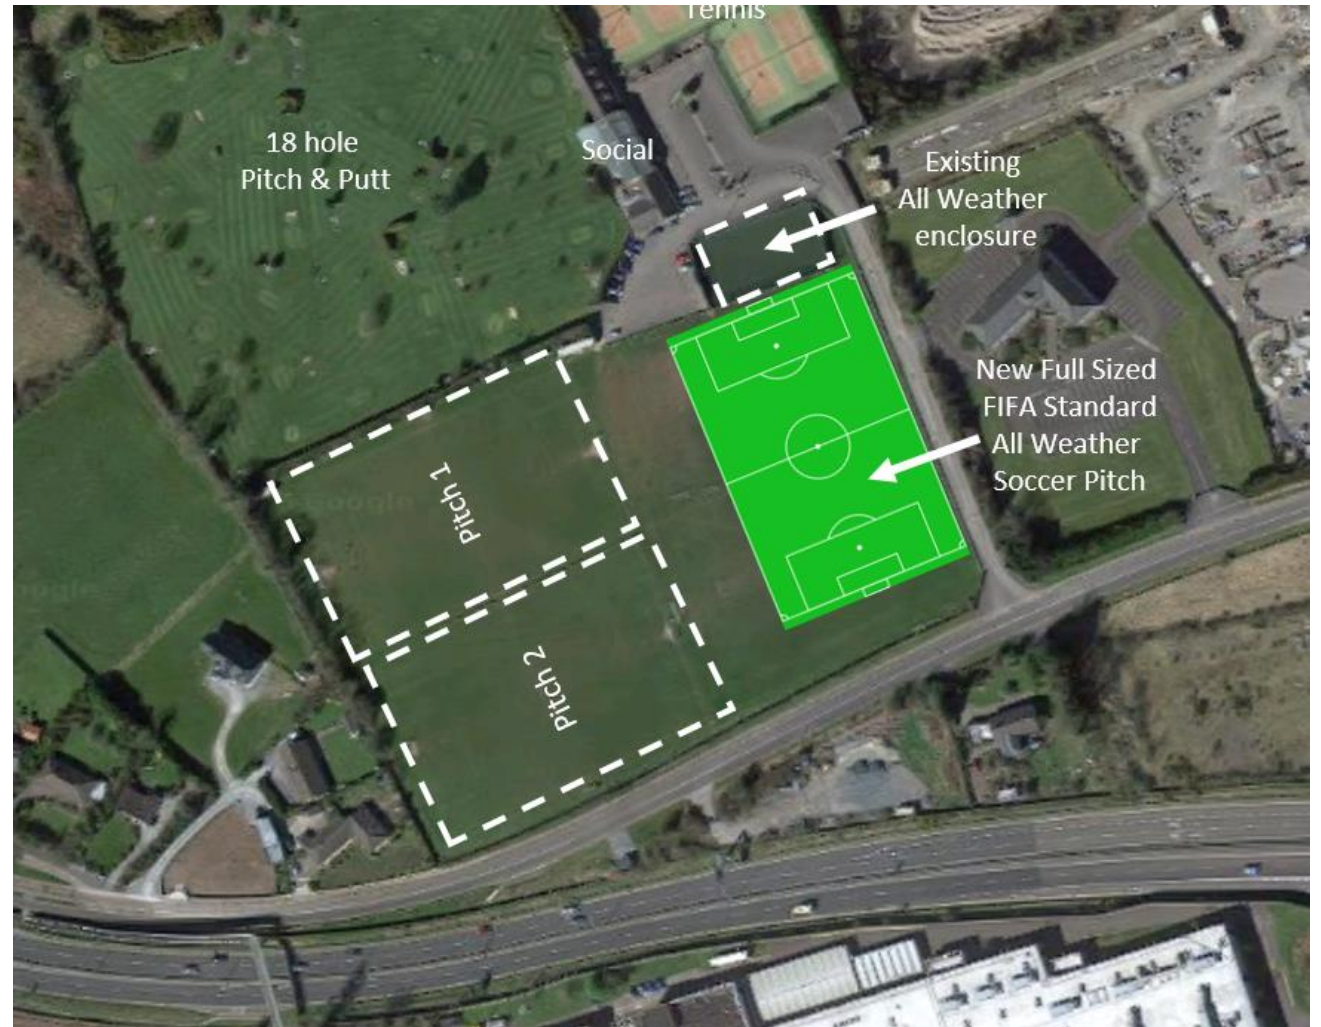 Tennis
18 hole
Pitch & Putt
Social
Existing
All Weather
enclosure
New Full Sized
FIFA Standard
All Weather
Soccer Pitch
Pitch 1
Pitch 2
Google